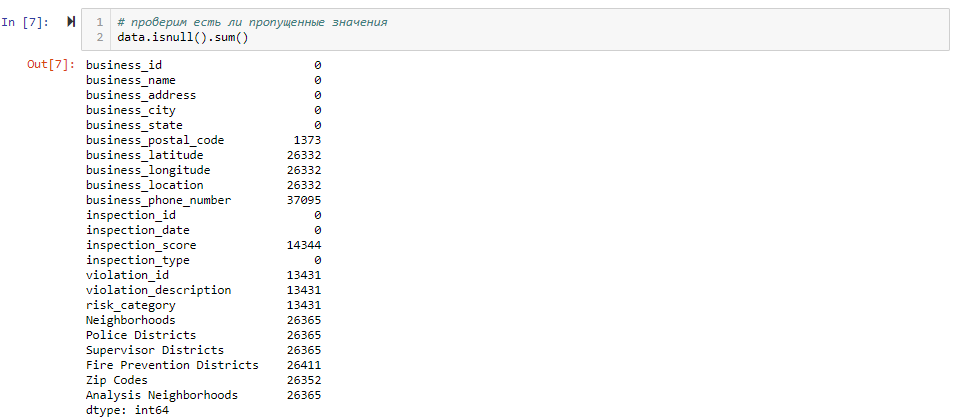 In [7]:
1 # проверим есть ли пропущенные значения
2 data.isnull().sum()
Out[7]:
business_id 0
business_name 0
business_address 0
business_city 0
business_state 0
business_postal_code 1373
business_latitude 26332
business_longitude 26332
business_location 26332
business_phone_number 37095
inspection_id 0
inspection_date 0
inspection_score 14344
inspection_type 0
violation_id 13431
violation_description 13431
risk_category 13431
Neighborhoods 26365
Police Districts 26365
Supervisor Districts 26365
Fire Prevention Districts 26411
Zip Codes 26352
Analysis Neighborhoods 26365
dtype: int64